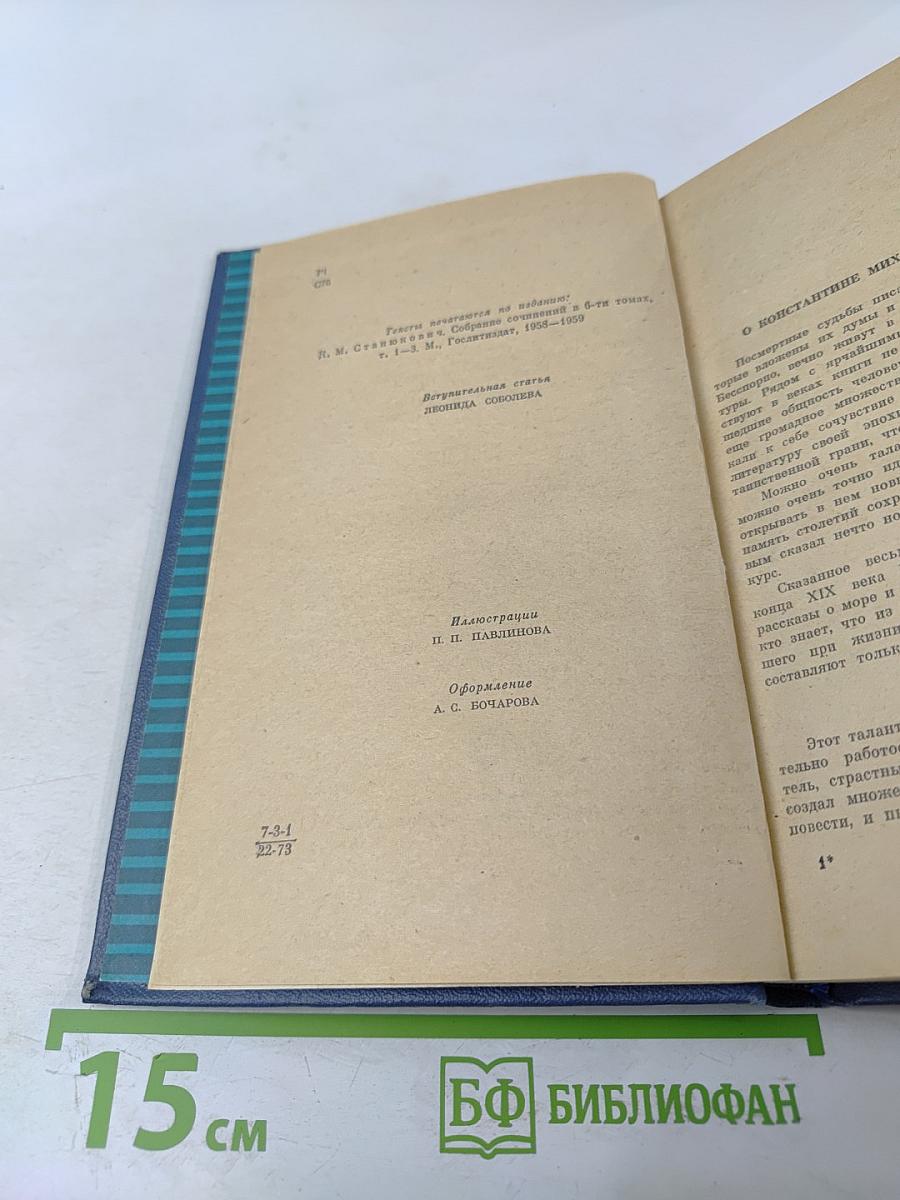 Р1
С76
Тексты печатаются по изданию:
К. М. Станюкович. Собрание сочинений в 6-ти томах,
т. 1—3. М., Гослитиздат, 1958—1959
Вступительная статья
ЛЕОНИДА СОБОЛЕВА
Иллюстрации
П. П. ПАВЛИНОВА
Оформление
А. С. БОЧАРОВА
7-3-1
22-73
О КОНСТАНТИНЕ МИХ
Посмертные судьбы писа
торые вложены их думы и
Бесспорно, вечно живут в
туры. Рядом с ярчайшими
ствуют в веках книги пе
шедшие общность человеч
еще громадное множеств
кали к себе сочувствие
литературу своей эпохи
таинственной грани, что
Можно очень тала
можно очень точно ид
открывать в нем новы
память столетий сохр
вым сказал нечто но
курс.
Сказанное весь
конца XIX века
рассказы о море и
кто знает, что из
шего при жизни
составляют тольк
Этот талант
тельно работос
тель, страстны
создал множе
повести, и п
1*
15 см
БФ БИБЛИОФАН